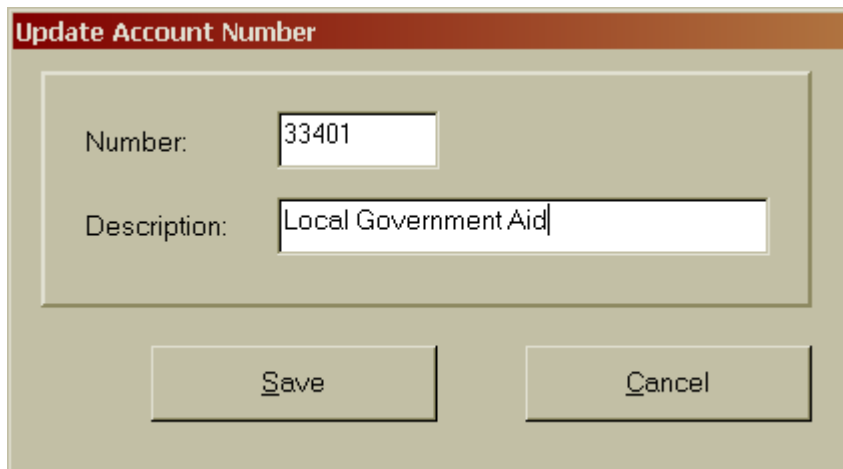 Update Account Number
Number: 33401
Description: Local Government Aid
Save Cancel